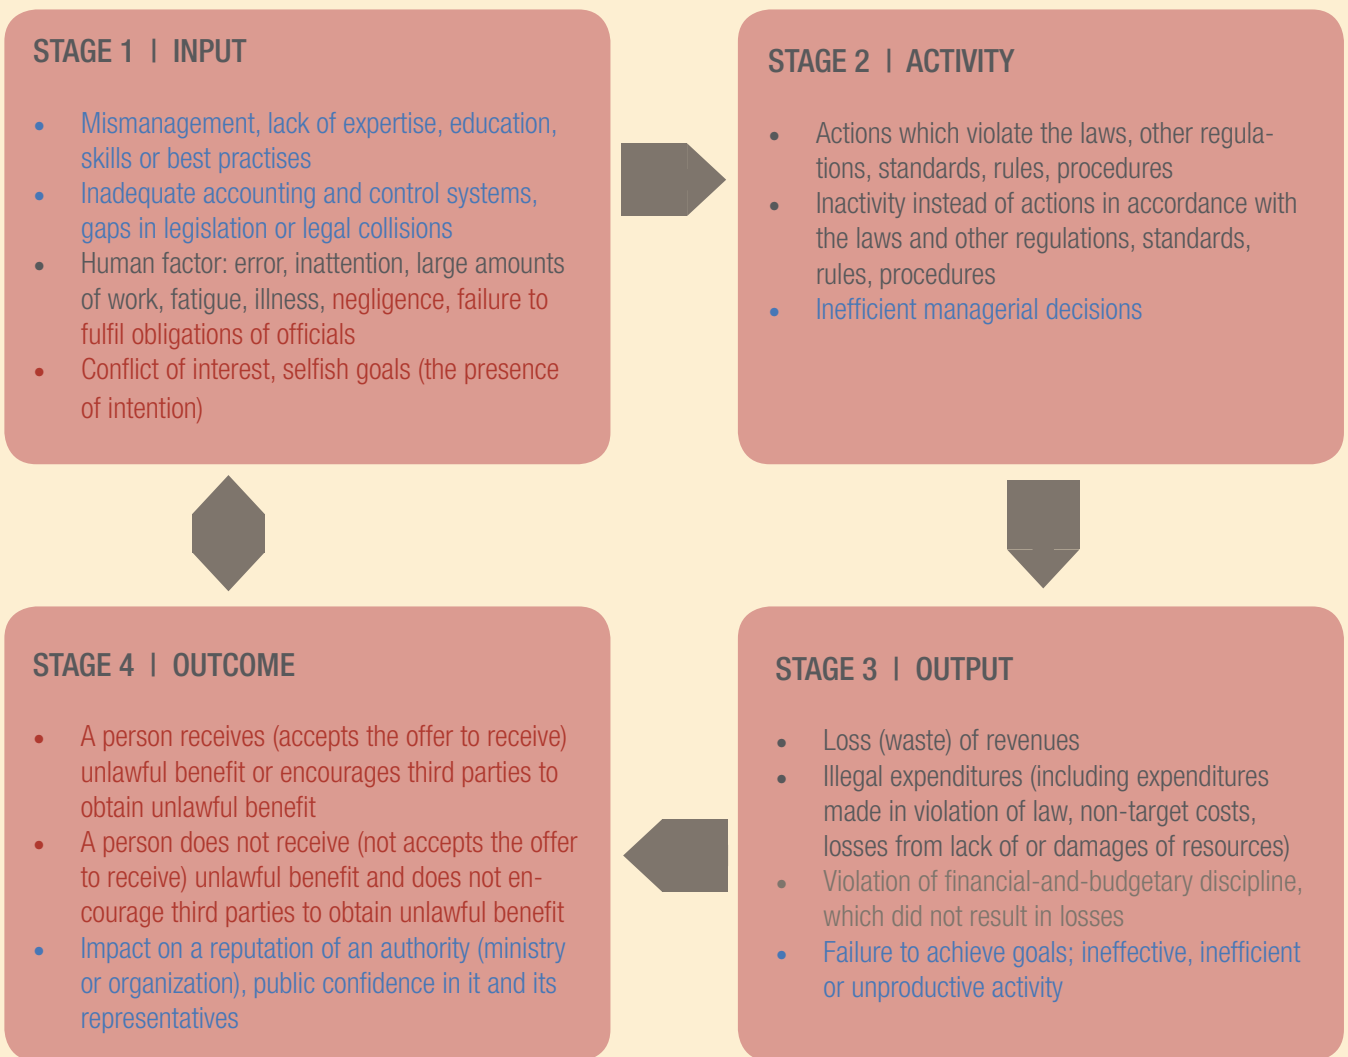 STAGE 1 | INPUT
• Mismanagement, lack of expertise, education,
skills or best practises
• Inadequate accounting and control systems,
gaps in legislation or legal collisions
• Human factor: error, inattention, large amounts
of work, fatigue, illness, negligence, failure to
fulfil obligations of officials
• Conflict of interest, selfish goals (the presence
of intention)
STAGE 2 | ACTIVITY
• Actions which violate the laws, other regula-
tions, standards, rules, procedures
• Inactivity instead of actions in accordance with
the laws and other regulations, standards,
rules, procedures
• Inefficient managerial decisions
STAGE 3 | OUTPUT
• Loss (waste) of revenues
• Illegal expenditures (including expenditures
made in violation of law, non-target costs,
losses from lack of or damages of resources)
• Violation of financial-and-budgetary discipline,
which did not result in losses
• Failure to achieve goals; ineffective, inefficient
or unproductive activity
STAGE 4 | OUTCOME
• A person receives (accepts the offer to receive)
unlawful benefit or encourages third parties to
obtain unlawful benefit
• A person does not receive (not accepts the offer
to receive) unlawful benefit and does not en-
courage third parties to obtain unlawful benefit
• Impact on a reputation of an authority (ministry
or organization), public confidence in it and its
representatives